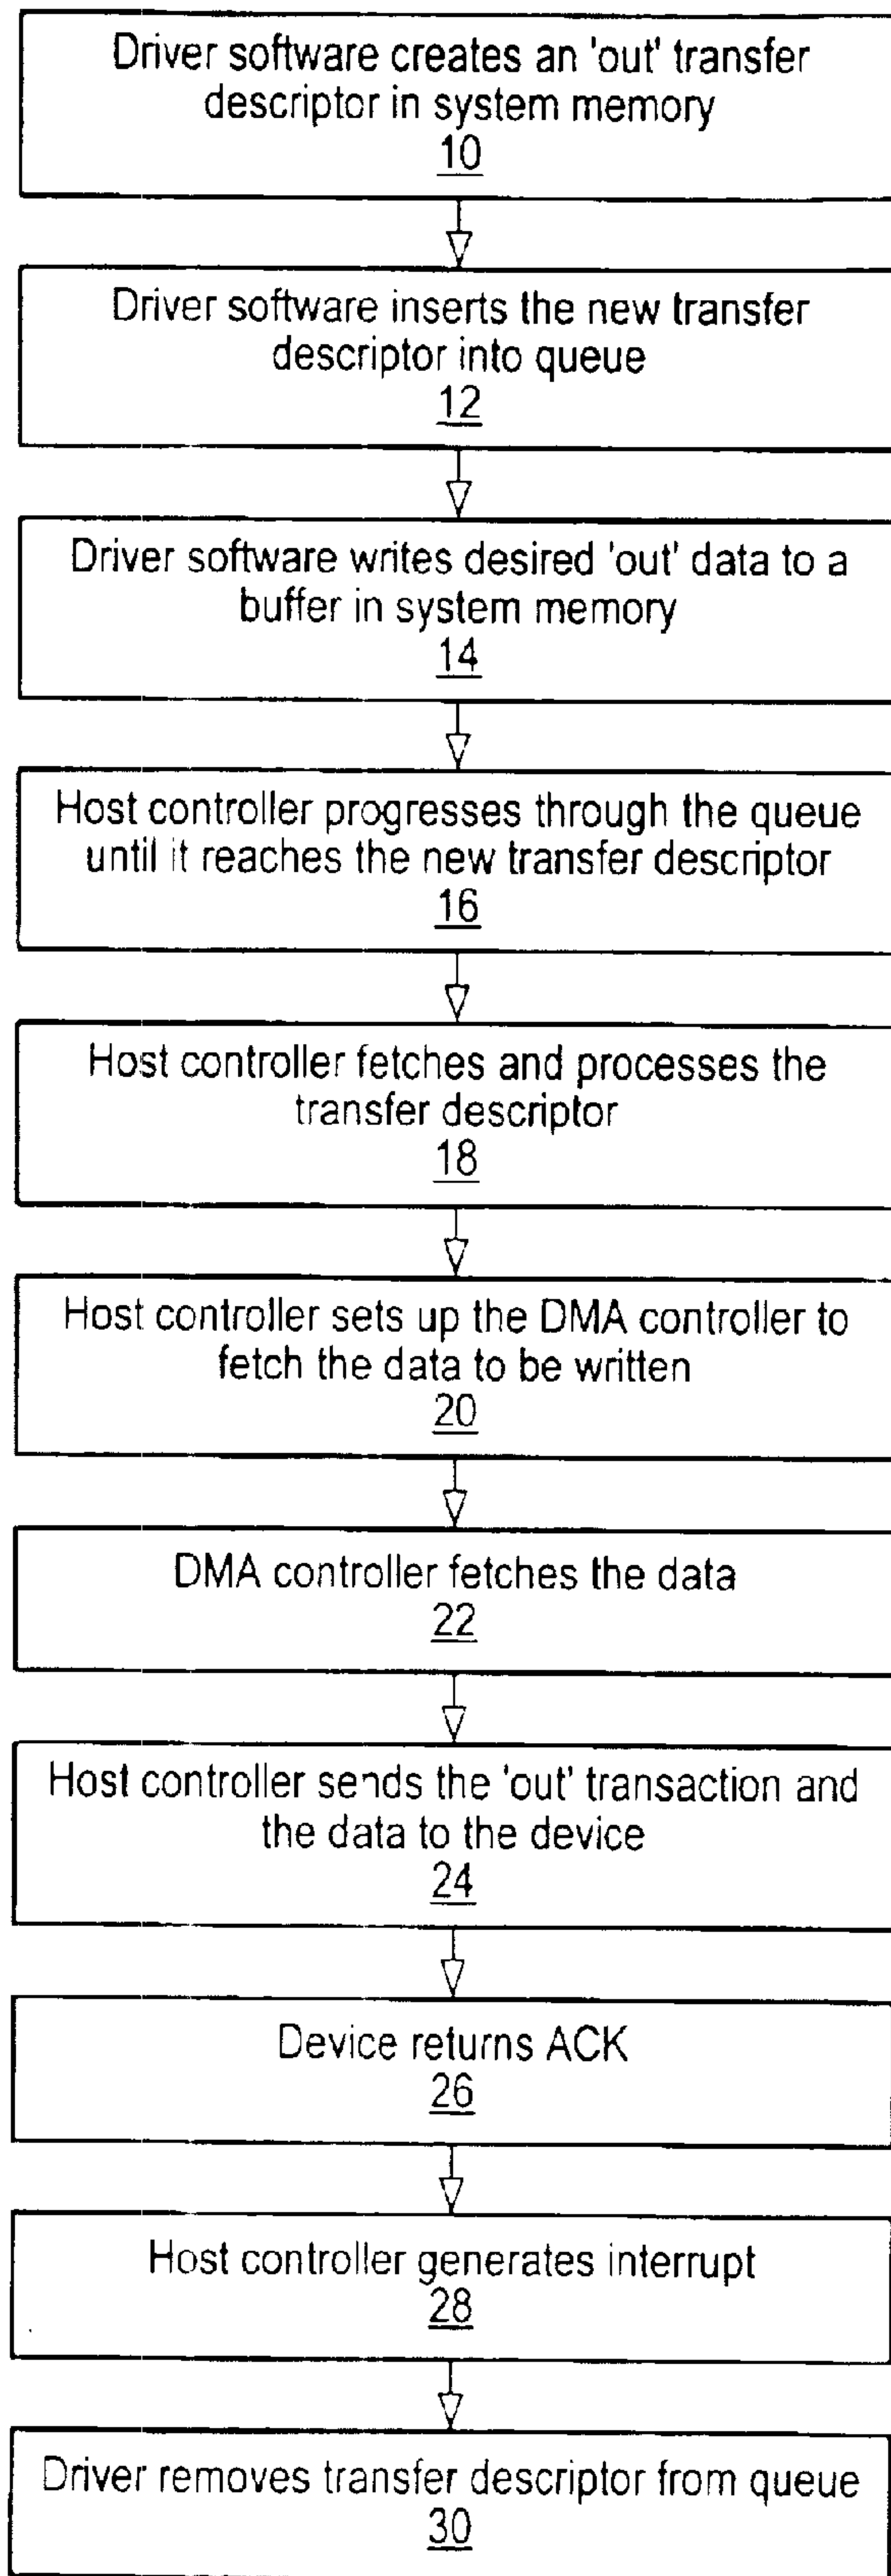 Driver software creates an 'out' transfer
descriptor in system memory
10
Driver software inserts the new transfer
descriptor into queue
12
Driver software writes desired 'out' data to a
buffer in system memory
14
Host controller progresses through the queue
until it reaches the new transfer descriptor
16
Host controller fetches and processes the
transfer descriptor
18
Host controller sets up the DMA controller to
fetch the data to be written
20
DMA controller fetches the data
22
Host controller sends the 'out' transaction and
the data to the device
24
Device returns ACK
26
Host controller generates interrupt
28
Driver removes transfer descriptor from queue
30